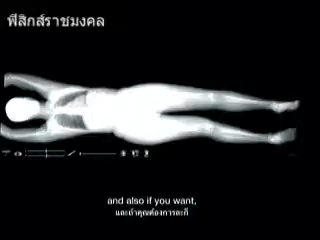 ฟิสิกส์ราชมงคล
and also if you want,
และถ้าคุณต้องการละก็